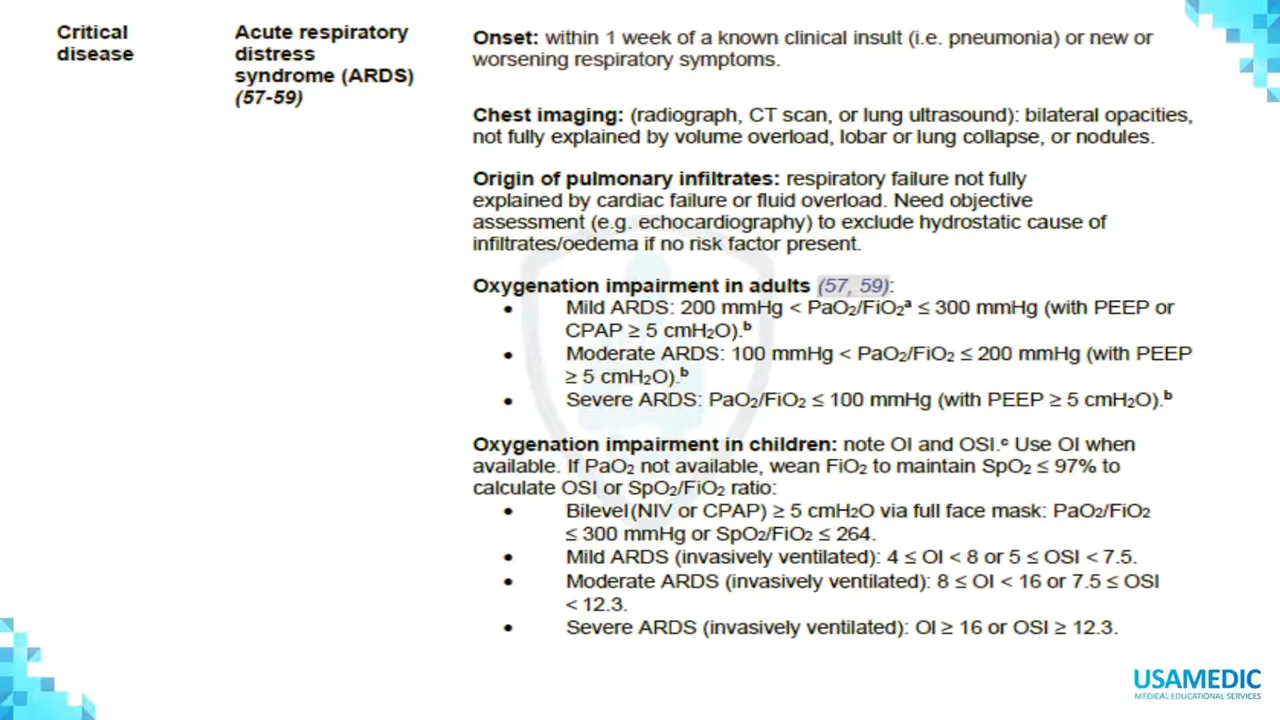 Critical
disease
Acute respiratory
distress
syndrome (ARDS)
(57-59)
Onset: within 1 week of a known clinical insult (i.e. pneumonia) or new or
worsening respiratory symptoms.
Chest imaging: (radiograph, CT scan, or lung ultrasound): bilateral opacities,
not fully explained by volume overload, lobar or lung collapse, or nodules.
Origin of pulmonary infiltrates: respiratory failure not fully
explained by cardiac failure or fluid overload. Need objective
assessment (e.g. echocardiography) to exclude hydrostatic cause of
infiltrates/oedema if no risk factor present.
Oxygenation impairment in adults (57, 59):
• Mild ARDS: 200 mmHg < PaO₂/FiO₂ᵃ ≤ 300 mmHg (with PEEP or
CPAP ≥ 5 cmH₂O).ᵇ
• Moderate ARDS: 100 mmHg < PaO₂/FiO₂ ≤ 200 mmHg (with PEEP
≥ 5 cmH₂O).ᵇ
• Severe ARDS: PaO₂/FiO₂ ≤ 100 mmHg (with PEEP ≥ 5 cmH₂O).ᵇ
Oxygenation impairment in children: note OI and OSI.ᶜ Use OI when
available. If PaO₂ not available, wean FiO₂ to maintain SpO₂ ≤ 97% to
calculate OSI or SpO₂/FiO₂ ratio:
• Bilevel (NIV or CPAP) ≥ 5 cmH₂O via full face mask: PaO₂/FiO₂
≤ 300 mmHg or SpO₂/FiO₂ ≤ 264.
• Mild ARDS (invasively ventilated): 4 ≤ OI < 8 or 5 ≤ OSI < 7.5.
• Moderate ARDS (invasively ventilated): 8 ≤ OI < 16 or 7.5 ≤ OSI
< 12.3.
• Severe ARDS (invasively ventilated): OI ≥ 16 or OSI ≥ 12.3.
USAMEDIC
MEDICAL EDUCATIONAL SERVICES